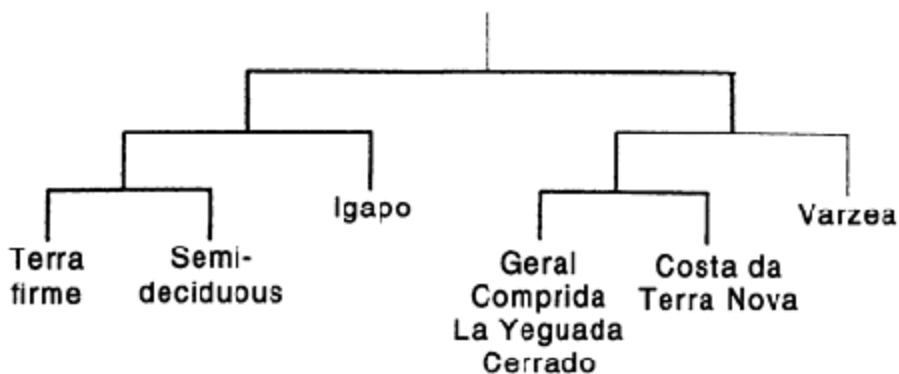 Igapo
Varzea
Terra
firme
Semi-
deciduous
Geral
Comprida
La Yeguada
Cerrado
Costa da
Terra Nova